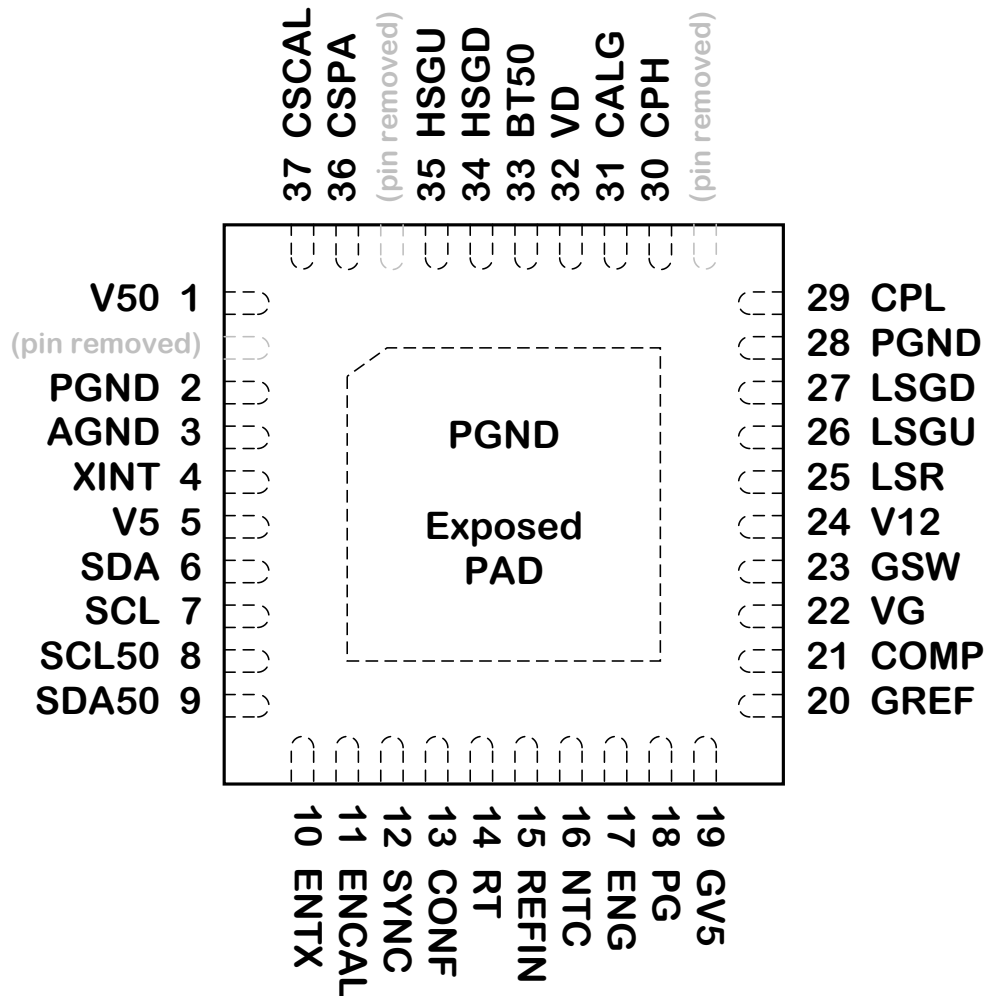 37 CSCAL
36 CSPA
(pin removed)
35 HSGU
34 HSGD
33 BT50
32 VD
31 CALG
30 CPH
(pin removed)
V50 1
(pin removed)
PGND 2
AGND 3
XINT 4
V5 5
SDA 6
SCL 7
SCL50 8
SDA50 9
PGND
Exposed
PAD
29 CPL
28 PGND
27 LSGD
26 LSGU
25 LSR
24 V12
23 GSW
22 VG
21 COMP
20 GREF
10 ENTX
11 ENCAL
12 SYNC
13 CONF
14 RT
15 REFIN
16 NTC
17 ENG
18 PG
19 GV5